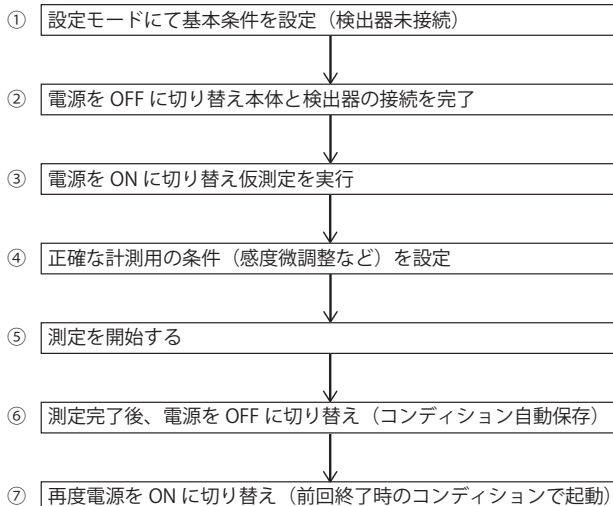 ① 設定モードにて基本条件を設定（検出器未接続）
② 電源を OFF に切り替え本体と検出器の接続を完了
③ 電源を ON に切り替え仮測定を実行
④ 正確な計測用の条件（感度微調整など）を設定
⑤ 測定を開始する
⑥ 測定完了後、電源を OFF に切り替え（コンディション自動保存）
⑦ 再度電源を ON に切り替え（前回終了時のコンディションで起動）